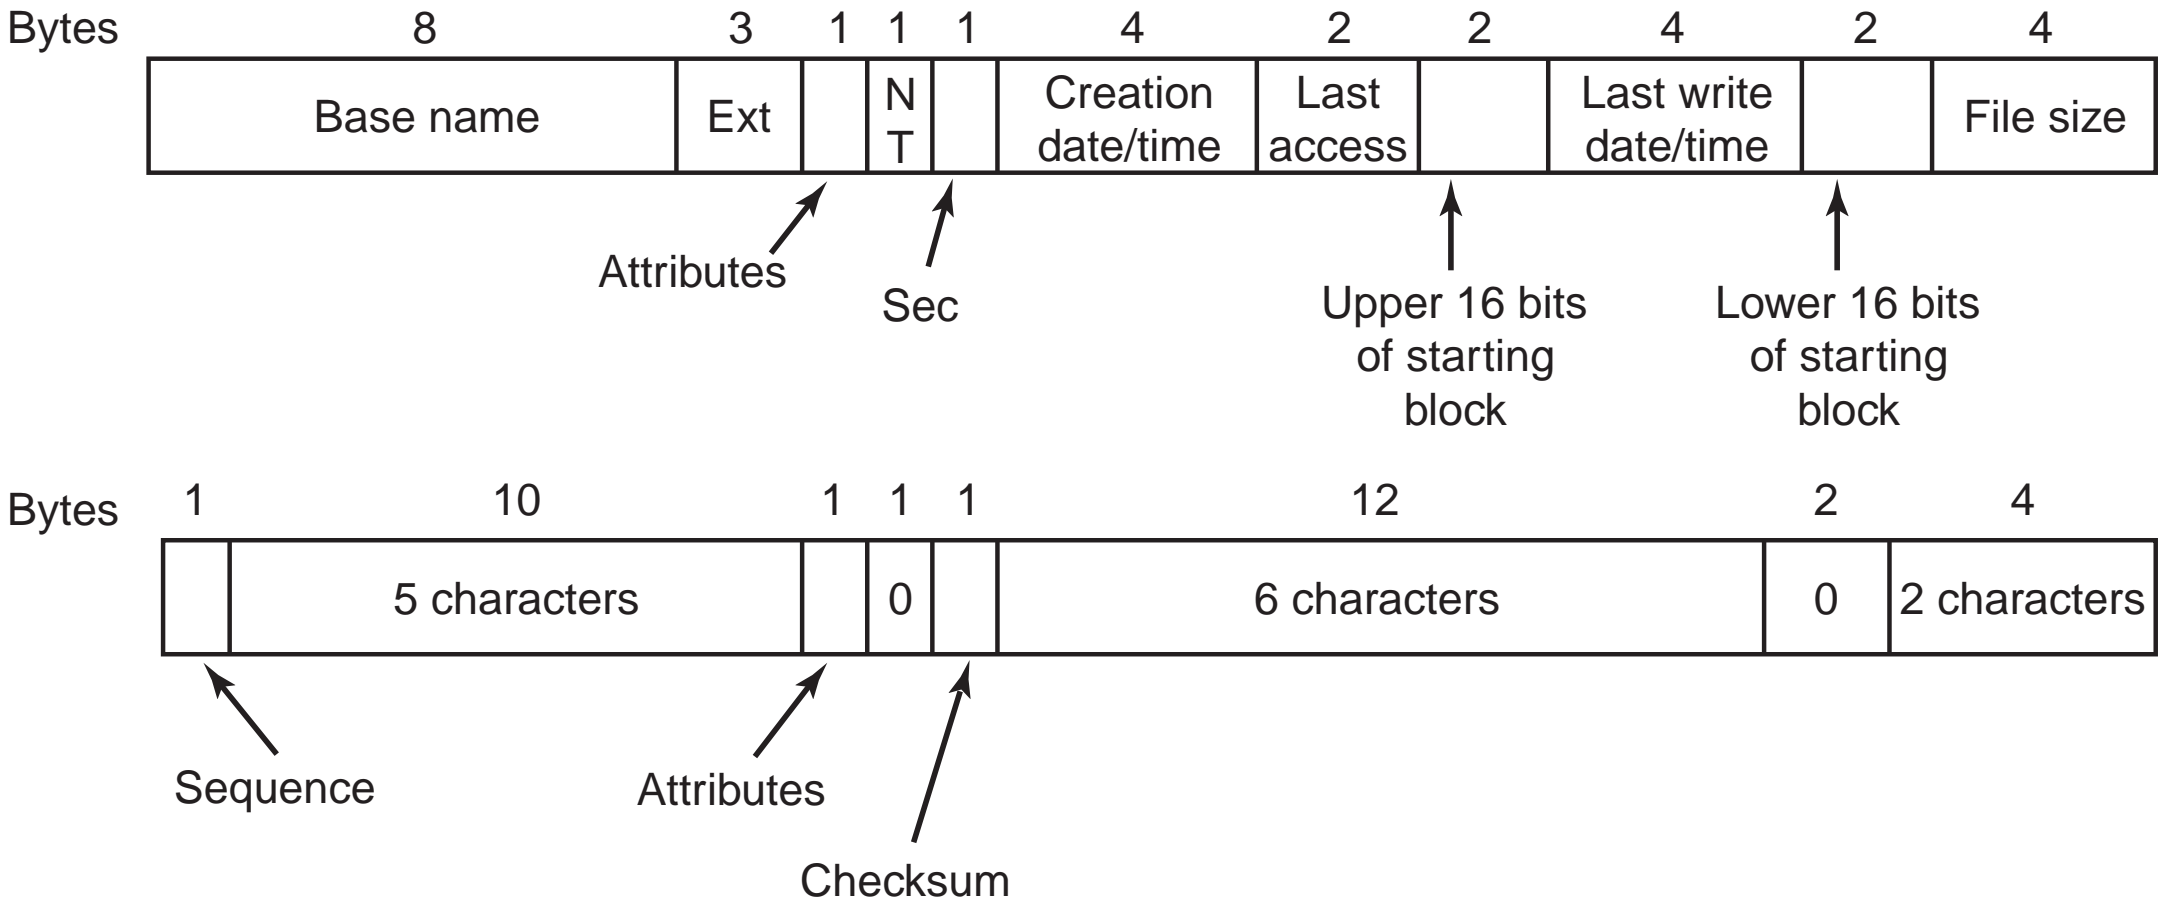 Bytes 8 3 1 1 1 4 2 2 4 2 4
Base name Ext N T Creation date/time Last access Last write date/time File size
Attributes
Sec
Upper 16 bits of starting block
Lower 16 bits of starting block
Bytes 1 10 1 1 1 12 2 4
5 characters 0 6 characters 0 2 characters
Sequence
Attributes
Checksum